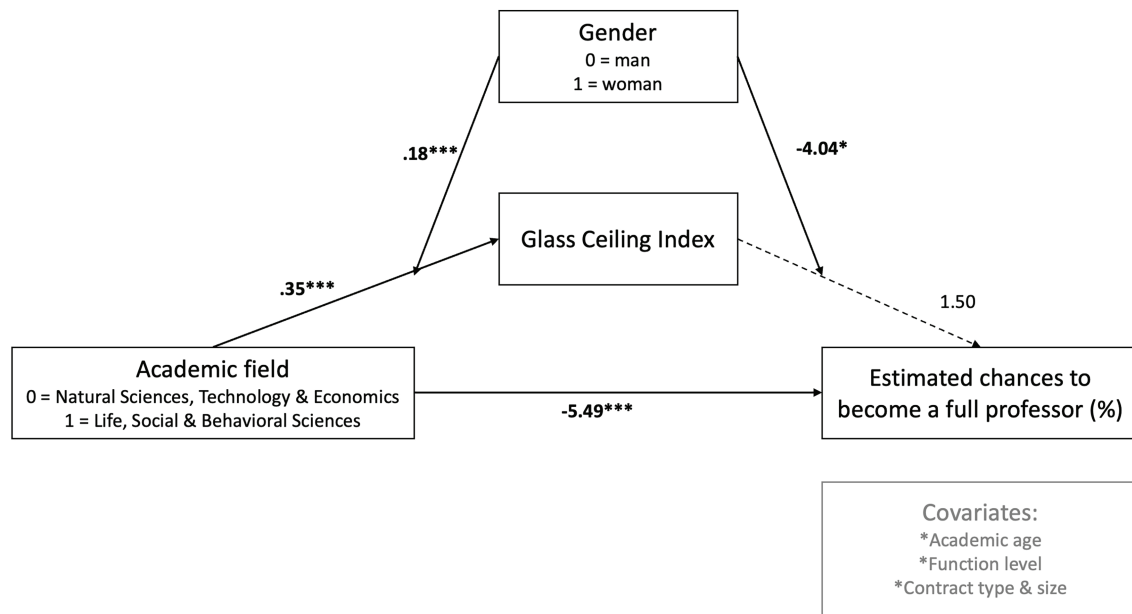 Gender
0 = man
1 = woman
.18***
-4.04*
Glass Ceiling Index
.35***
1.50
Academic field
0 = Natural Sciences, Technology & Economics
1 = Life, Social & Behavioral Sciences
-5.49***
Estimated chances to
become a full professor (%)
Covariates:
*Academic age
*Function level
*Contract type & size